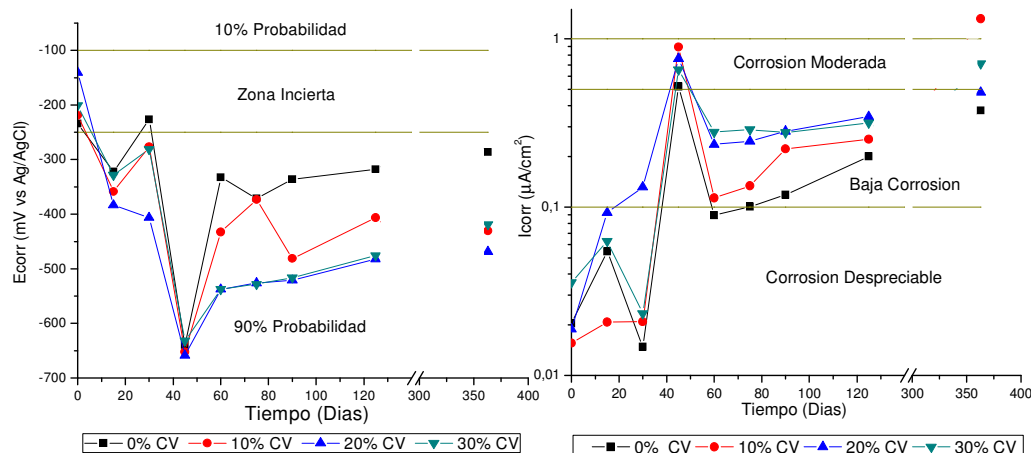 0
-100
-200
-300
-400
-500
-600
-700
Ecorr (mV vs Ag/AgCl)
10% Probabilidad
Zona Incierta
90% Probabilidad
0 20 40 60 80 100 120 140 300 350 400
Tiempo (Dias)
0% CV 10% CV 20% CV 30% CV
1
0,1
0,01
Icorr (µA/cm²)
Corrosion Moderada
Baja Corrosion
Corrosion Despreciable
0 20 40 60 80 100 120 300 350 400
Tiempo (Dias)
0% CV 10% CV 20% CV 30% CV